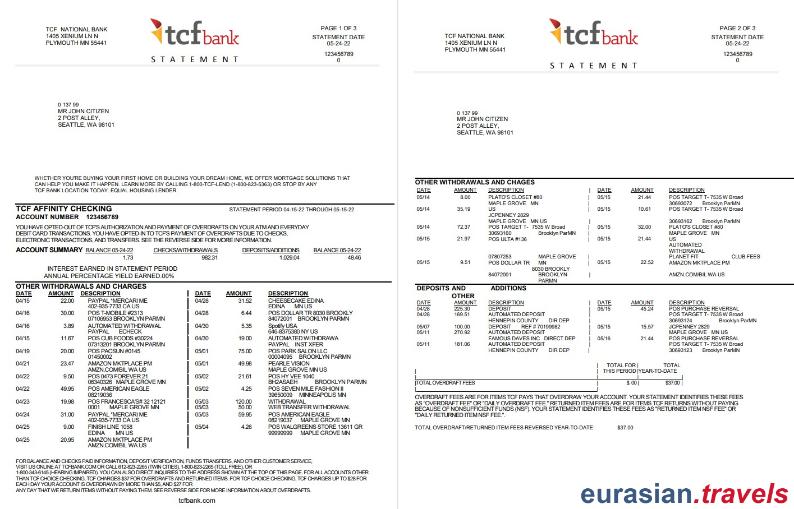 TCF NATIONAL BANK
1405 XENIUM LN N
PLYMOUTH MN 55441
tcfbank
STATEMENT
PAGE 1 OF 3
STATEMENT DATE
05-24-22
123456789
0
0 137 99
MR JOHN CITIZEN
2 POST ALLEY,
SEATTLE, WA 98101
WHETHER YOU'RE BUYING YOUR FIRST HOME OR BUILDING YOUR DREAM HOME, WE OFFER MORTGAGE SOLUTIONS THAT
CAN HELP YOU MAKE IT HAPPEN. LEARN MORE BY CALLING 1-800-TCF-LEND (1-800-823-5363) OR STOP BY ANY
TCF BANK LOCATION TODAY. EQUAL HOUSING LENDER
TCF AFFINITY CHECKING
STATEMENT PERIOD 04-15-22 THROUGH 05-15-22
ACCOUNT NUMBER 123456789
YOU HAVE OPTED-OUT OF TCF'S AUTHORIZATION AND PAYMENT OF OVERDRAFTS ON YOUR ATM AND EVERYDAY
DEBIT CARD TRANSACTIONS. YOU HAVE OPTED-IN TO TCF'S PAYMENT OF OVERDRAFTS DUE TO CHECKS,
ELECTRONIC TRANSACTIONS, AND TRANSFERS. SEE THE REVERSE SIDE FOR MORE INFORMATION.
ACCOUNT SUMMARY BALANCE 05-24-22 CHECKS/WITHDRAWALS DEPOSITS/ADDITIONS BALANCE 05-24-22
1.73 982.31 1,029.04 48.46
INTEREST EARNED IN STATEMENT PERIOD
ANNUAL PERCENTAGE YIELD EARNED.00%
OTHER WITHDRAWALS AND CHARGES
DATE AMOUNT DESCRIPTION
04/15 22.00 PAYPAL *MERCARI ME
402-935-7733 CA US
04/16 30.00 POS T-MOBILE #2313
07106953 BROOKLYN PARMN
04/16 3.89 AUTOMATED WITHDRAWAL
PAYPAL ECHECK
04/15 11.67 POS CUB FOODS #30224
07313201 BROOKLYN PARMN
04/19 20.00 POS PACSUN #0145
01450002
04/21 23.47 AMAZON MKTPLACE PM
AMZN.COM/BIL WA US
04/22 9.50 POS 0473 FOREVER 21
06340326 MAPLE GROVE MN
04/22 49.95 POS AMERICAN EAGLE
08219036
04/23 19.98 POS FRANCESCA'S# 32 12121
0001 MAPLE GROVE MN
04/24 31.00 PAYPAL *MERCARI ME
402-935-7733 CA US
04/25 9.00 FINISH LINE 1058
EDINA MN US
04/25 20.95 AMAZON MKTPLACE PM
AMZN.COM/BIL WA US
DATE AMOUNT DESCRIPTION
04/28 31.52 CHEESECAKE EDINA
EDINA MN US
04/28 6.44 POS DOLLAR TR 8030 BROOKLY
84072001 BROOKLYN PARMN
04/30 5.35 Spotify USA
646-8375380 NY US
04/30 20.00 AUTOMATED WITHDRAWAL
PAYPAL INST XFER
05/01 75.00 POS PARK SALON LLC
00004095 BROOKLYN PARMN
05/01 49.98 PEARLE VISION
MAPLE GROVE MN US
05/02 21.61 POS HY VEE 1040
BH2A5AEH BROOKLYN PARMN
05/02 4.25 POS SEVEN MILE FASHION II
39650009 MINNEAPOLIS MN
05/03 120.00 WITHDRAWAL
05/03 50.00 WEB TRANSFER WITHDRAWAL
05/03 59.95 POS AMERICAN EAGLE
08219037 MAPLE GROVE MN
05/04 4.28 POS WALGREENS STORE 13611 GR
99999999 MAPLE GROVE MN
FOR BALANCE AND CHECKS PAID INFORMATION, DEPOSIT VERIFICATION, FUNDS TRANSFERS, AND OTHER CUSTOMER SERVICE,
VISIT US ONLINE AT TCFBANK.COM OR CALL 612-823-2265 (TWIN CITIES), 1-800-823-2265 (TOLL FREE), OR
1-800-343-6145 (HEARING IMPAIRED). YOU CAN ALSO DIRECT INQUIRIES TO THE ADDRESS SHOWN AT THE TOP OF THIS PAGE. FOR ALL ACCOUNTS OTHER
THAN TCF CHOICE CHECKING, TCF CHARGES $37 FOR OVERDRAFTS AND RETURNED ITEMS. FOR TCF CHOICE CHECKING, TCF CHARGES UP TO $28 FOR
EACH DAY YOUR ACCOUNT IS OVERDRAWN BY MORE THAN $5, AND $27 FOR
ANY DAY THAT WE RETURN ITEMS WITHOUT PAYING THEM. SEE REVERSE SIDE FOR MORE INFORMATION ABOUT OVERDRAFTS.
tcfbank.com
TCF NATIONAL BANK
1405 XENIUM LN N
PLYMOUTH MN 55441
tcfbank
STATEMENT
PAGE 2 OF 3
STATEMENT DATE
05-24-22
123456789
0
0 137 99
MR JOHN CITIZEN
2 POST ALLEY,
SEATTLE, WA 98101
OTHER WITHDRAWALS AND CHAGES
DATE AMOUNT DESCRIPTION
05/14 8.00 PLATO'S CLOSET #80
MAPLE GROVE MN
05/14 35.19 US
JCPENNEY 2829
MAPLE GROVE MN US
05/14 72.37 POS TARGET T- 7535 W Broad
30693160 Brooklyn ParMN
05/15 21.97 POS ULTA #136
07807283 MAPLE GROVE
05/15 9.51 POS DOLLAR TR MN
8030 BROOKLY
84072001 BROOKLYN
PARMN
DATE AMOUNT DESCRIPTION
05/15 21.44 POS TARGET T- 7535 W Broad
30693072 Brooklyn ParMN
05/15 10.61 POS TARGET T- 7535 W Broad
30693162 Brooklyn ParMN
05/15 32.00 PLATO'S CLOSET #80
MAPLE GROVE MN
05/15 21.44 US
AUTOMATED
WITHDRAWAL
PLANET FIT CLUB FEES
05/15 22.52 AMAZON MKTPLACE PM
AMZN.COM/BIL WA US
DEPOSITS AND ADDITIONS
OTHER
DATE AMOUNT DESCRIPTION
04/28 225.30 DEPOSIT
04/28 169.51 AUTOMATED DEPOSIT
HENNEPIN COUNTY DIR DEP
05/07 100.00 DEPOSIT REF # 70199982
05/11 270.92 AUTOMATED DEPOSIT
FAMOUS DAVES INC DIRECT DEP
05/11 181.06 AUTOMATED DEPOSIT
HENNEPIN COUNTY DIR DEP
DATE AMOUNT DESCRIPTION
05/15 45.24 POS PURCHASE REVERSAL
POS TARGET T- 7535 W Broad
30693124 Brooklyn ParMN
05/15 15.57 JCPENNEY 2829
MAPLE GROVE MN US
05/16 21.44 POS PURCHASE REVERSAL
POS TARGET T- 7535 W Broad
30693123 Brooklyn ParMN
TOTAL FOR TOTAL
THIS PERIOD YEAR-TO-DATE
TOTAL OVERDRAFT FEES $.00 $37.00
OVERDRAFT FEES ARE FOR ITEMS TCF PAYS THAT OVERDRAW YOUR ACCOUNT. YOUR STATEMENT IDENTIFIES THESE FEES
AS "OVERDRAFT FEE" OR "DAILY OVERDRAFT FEE." RETURNED ITEM FEES ARE FOR ITEMS TCF RETURNS WITHOUT PAYING
BECAUSE OF NONSUFFICIENT FUNDS (NSF). YOUR STATEMENT IDENTIFIES THESE FEES AS "RETURNED ITEM NSF FEE" OR
"DAILY RETURNED ITEM NSF FEE".
TOTAL OVERDRAFT/RETURNED ITEM FEES REVERSED YEAR-TO-DATE $37.00
eurasian.travels